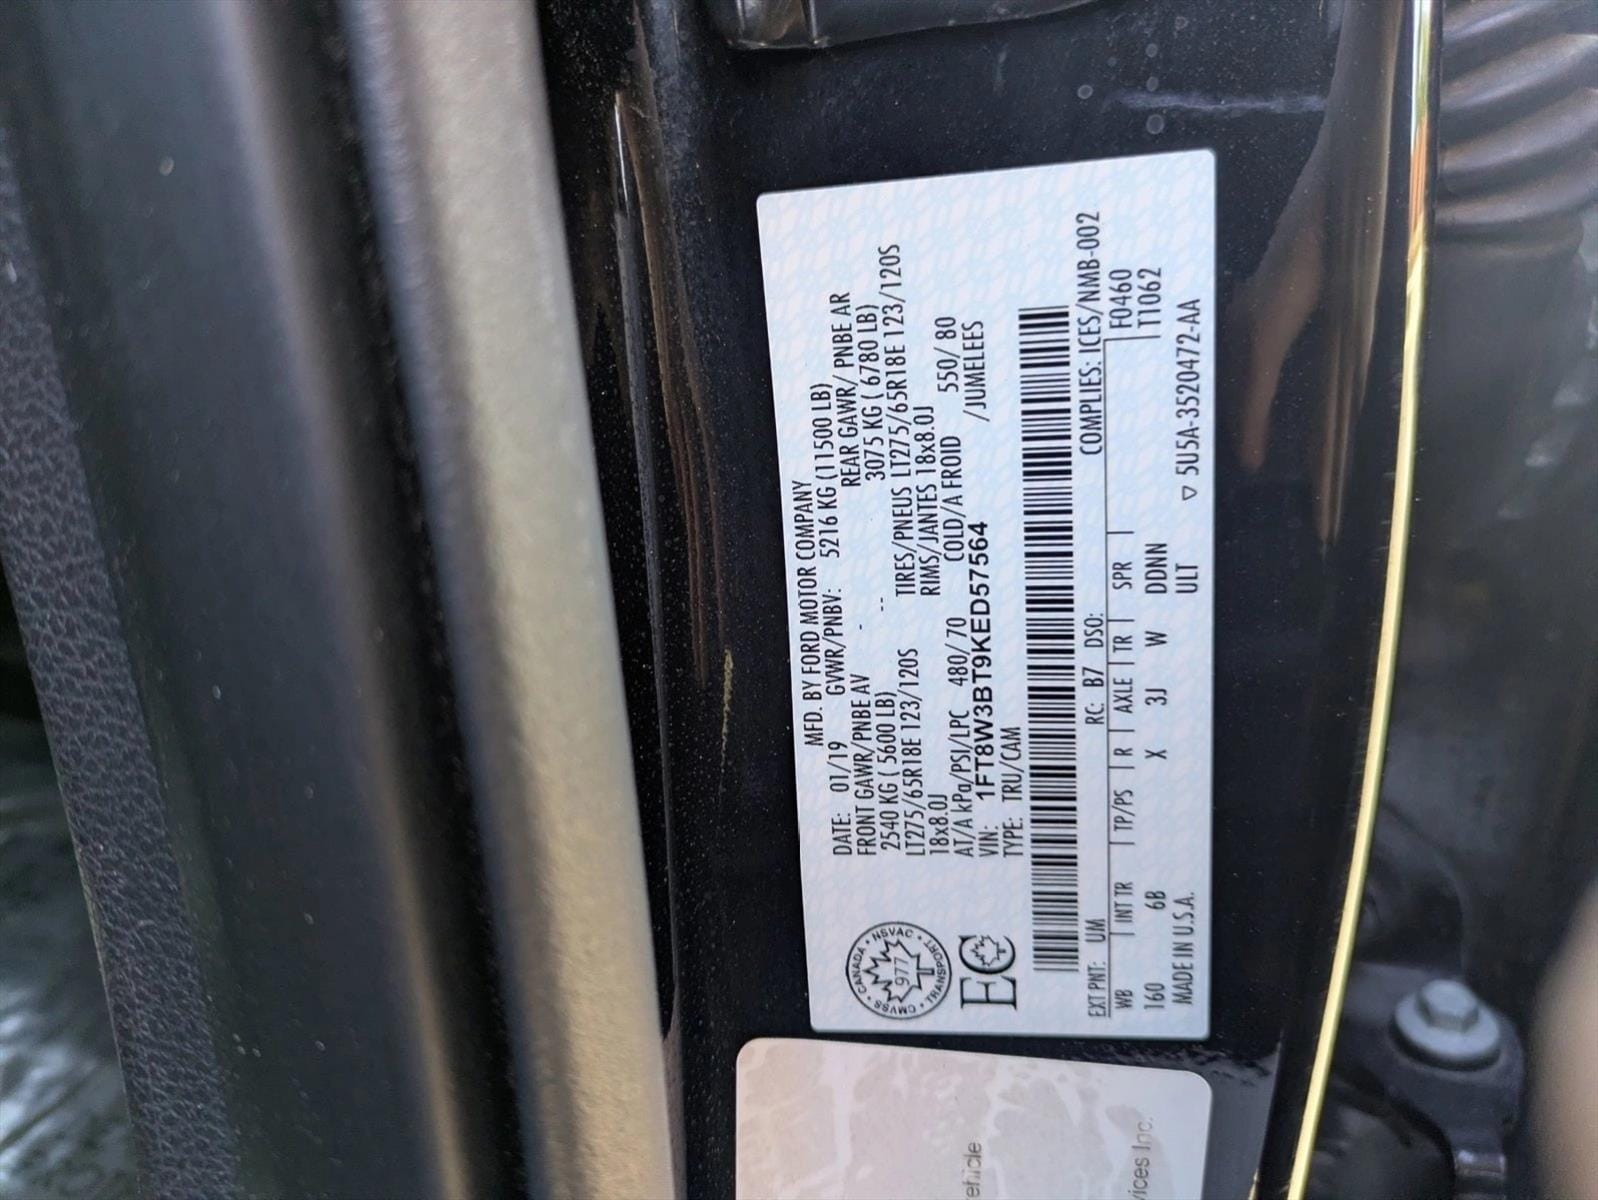 MFD. BY FORD MOTOR COMPANY
DATE: 01/19 GVWR/PNBV: 5216 KG (11500 LB)
FRONT GAWR/PNBE AV - REAR GAWR/ PNBE AR
2540 KG ( 5600 LB) -- 3075 KG ( 6780 LB)
LT275/65R18E 123/120S TIRES/PNEUS LT275/65R18E 123/120S
18x8.0J RIMS/JANTES 18x8.0J
AT/A kPa/PSI/LPC 480/70 COLD/A FROID 550/ 80
VIN: 1FT8W3BT9KED57564 /JUMELEES
TYPE: TRU/CAM
CANADA • NSVAC • TRANSPORT • CMVSS •
977
EC
COMPLIES: ICES/NMB-002
EXT PNT: UM RC: B7 DSO:
WB INT TR TP/PS R AXLE TR SPR F0460
160 6B X 3J W DDNN T1062
MADE IN U.S.A. ULT ▽ 5U5A-3520472-AA
ehicle
vices Inc.